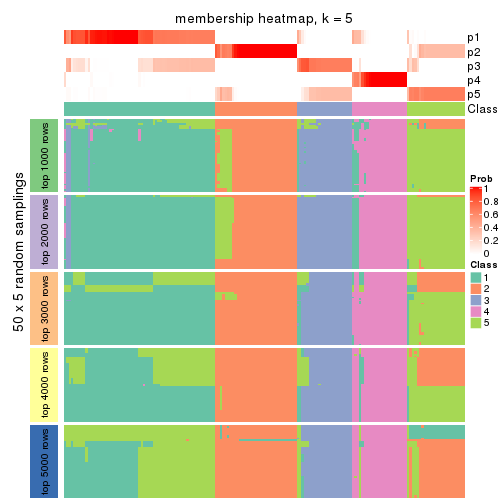 membership heatmap, k = 5
p1
p2
p3
p4
p5
Class
50 x 5 random samplings
top 1000 rows
top 2000 rows
top 3000 rows
top 4000 rows
top 5000 rows
Prob
1
0.8
0.6
0.4
0.2
0
Class
1
2
3
4
5